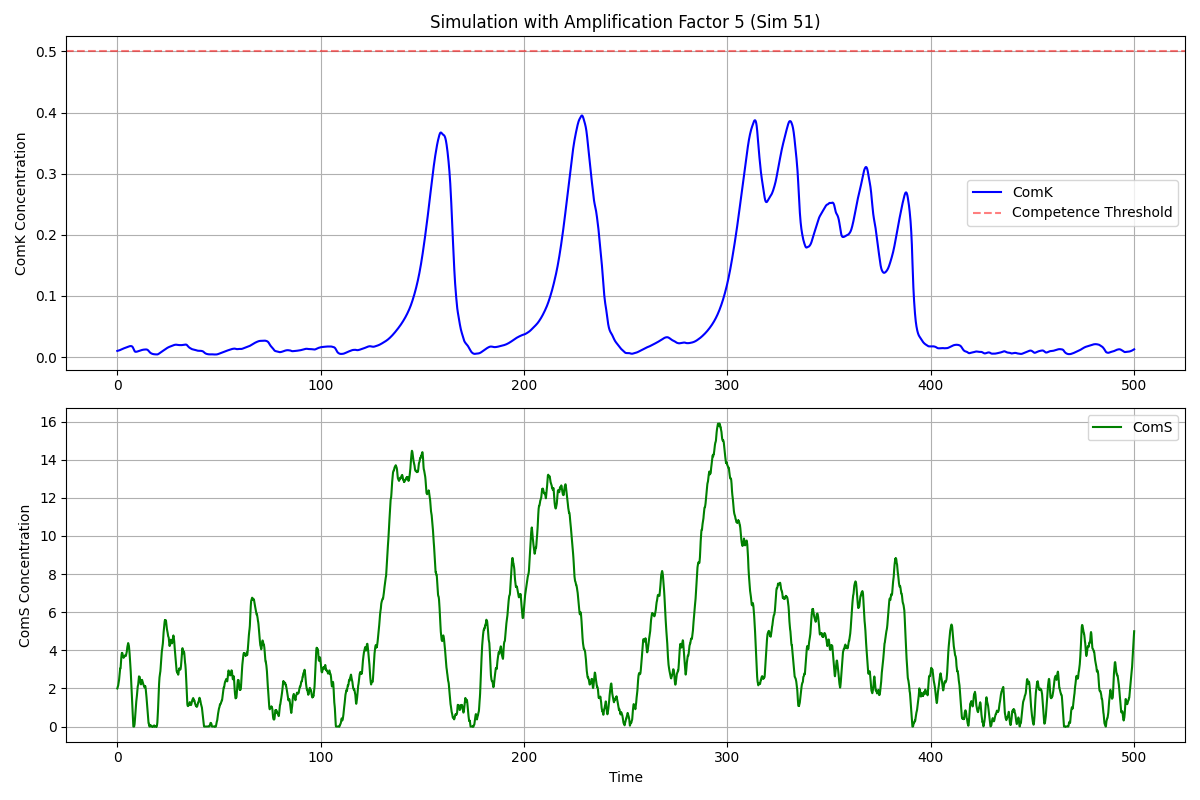 Simulation with Amplification Factor 5 (Sim 51)
ComK Concentration
0.5
0.4
0.3
0.2
0.1
0.0
ComK
Competence Threshold
0 100 200 300 400 500
ComS Concentration
16
14
12
10
8
6
4
2
0
ComS
0 100 200 300 400 500
Time